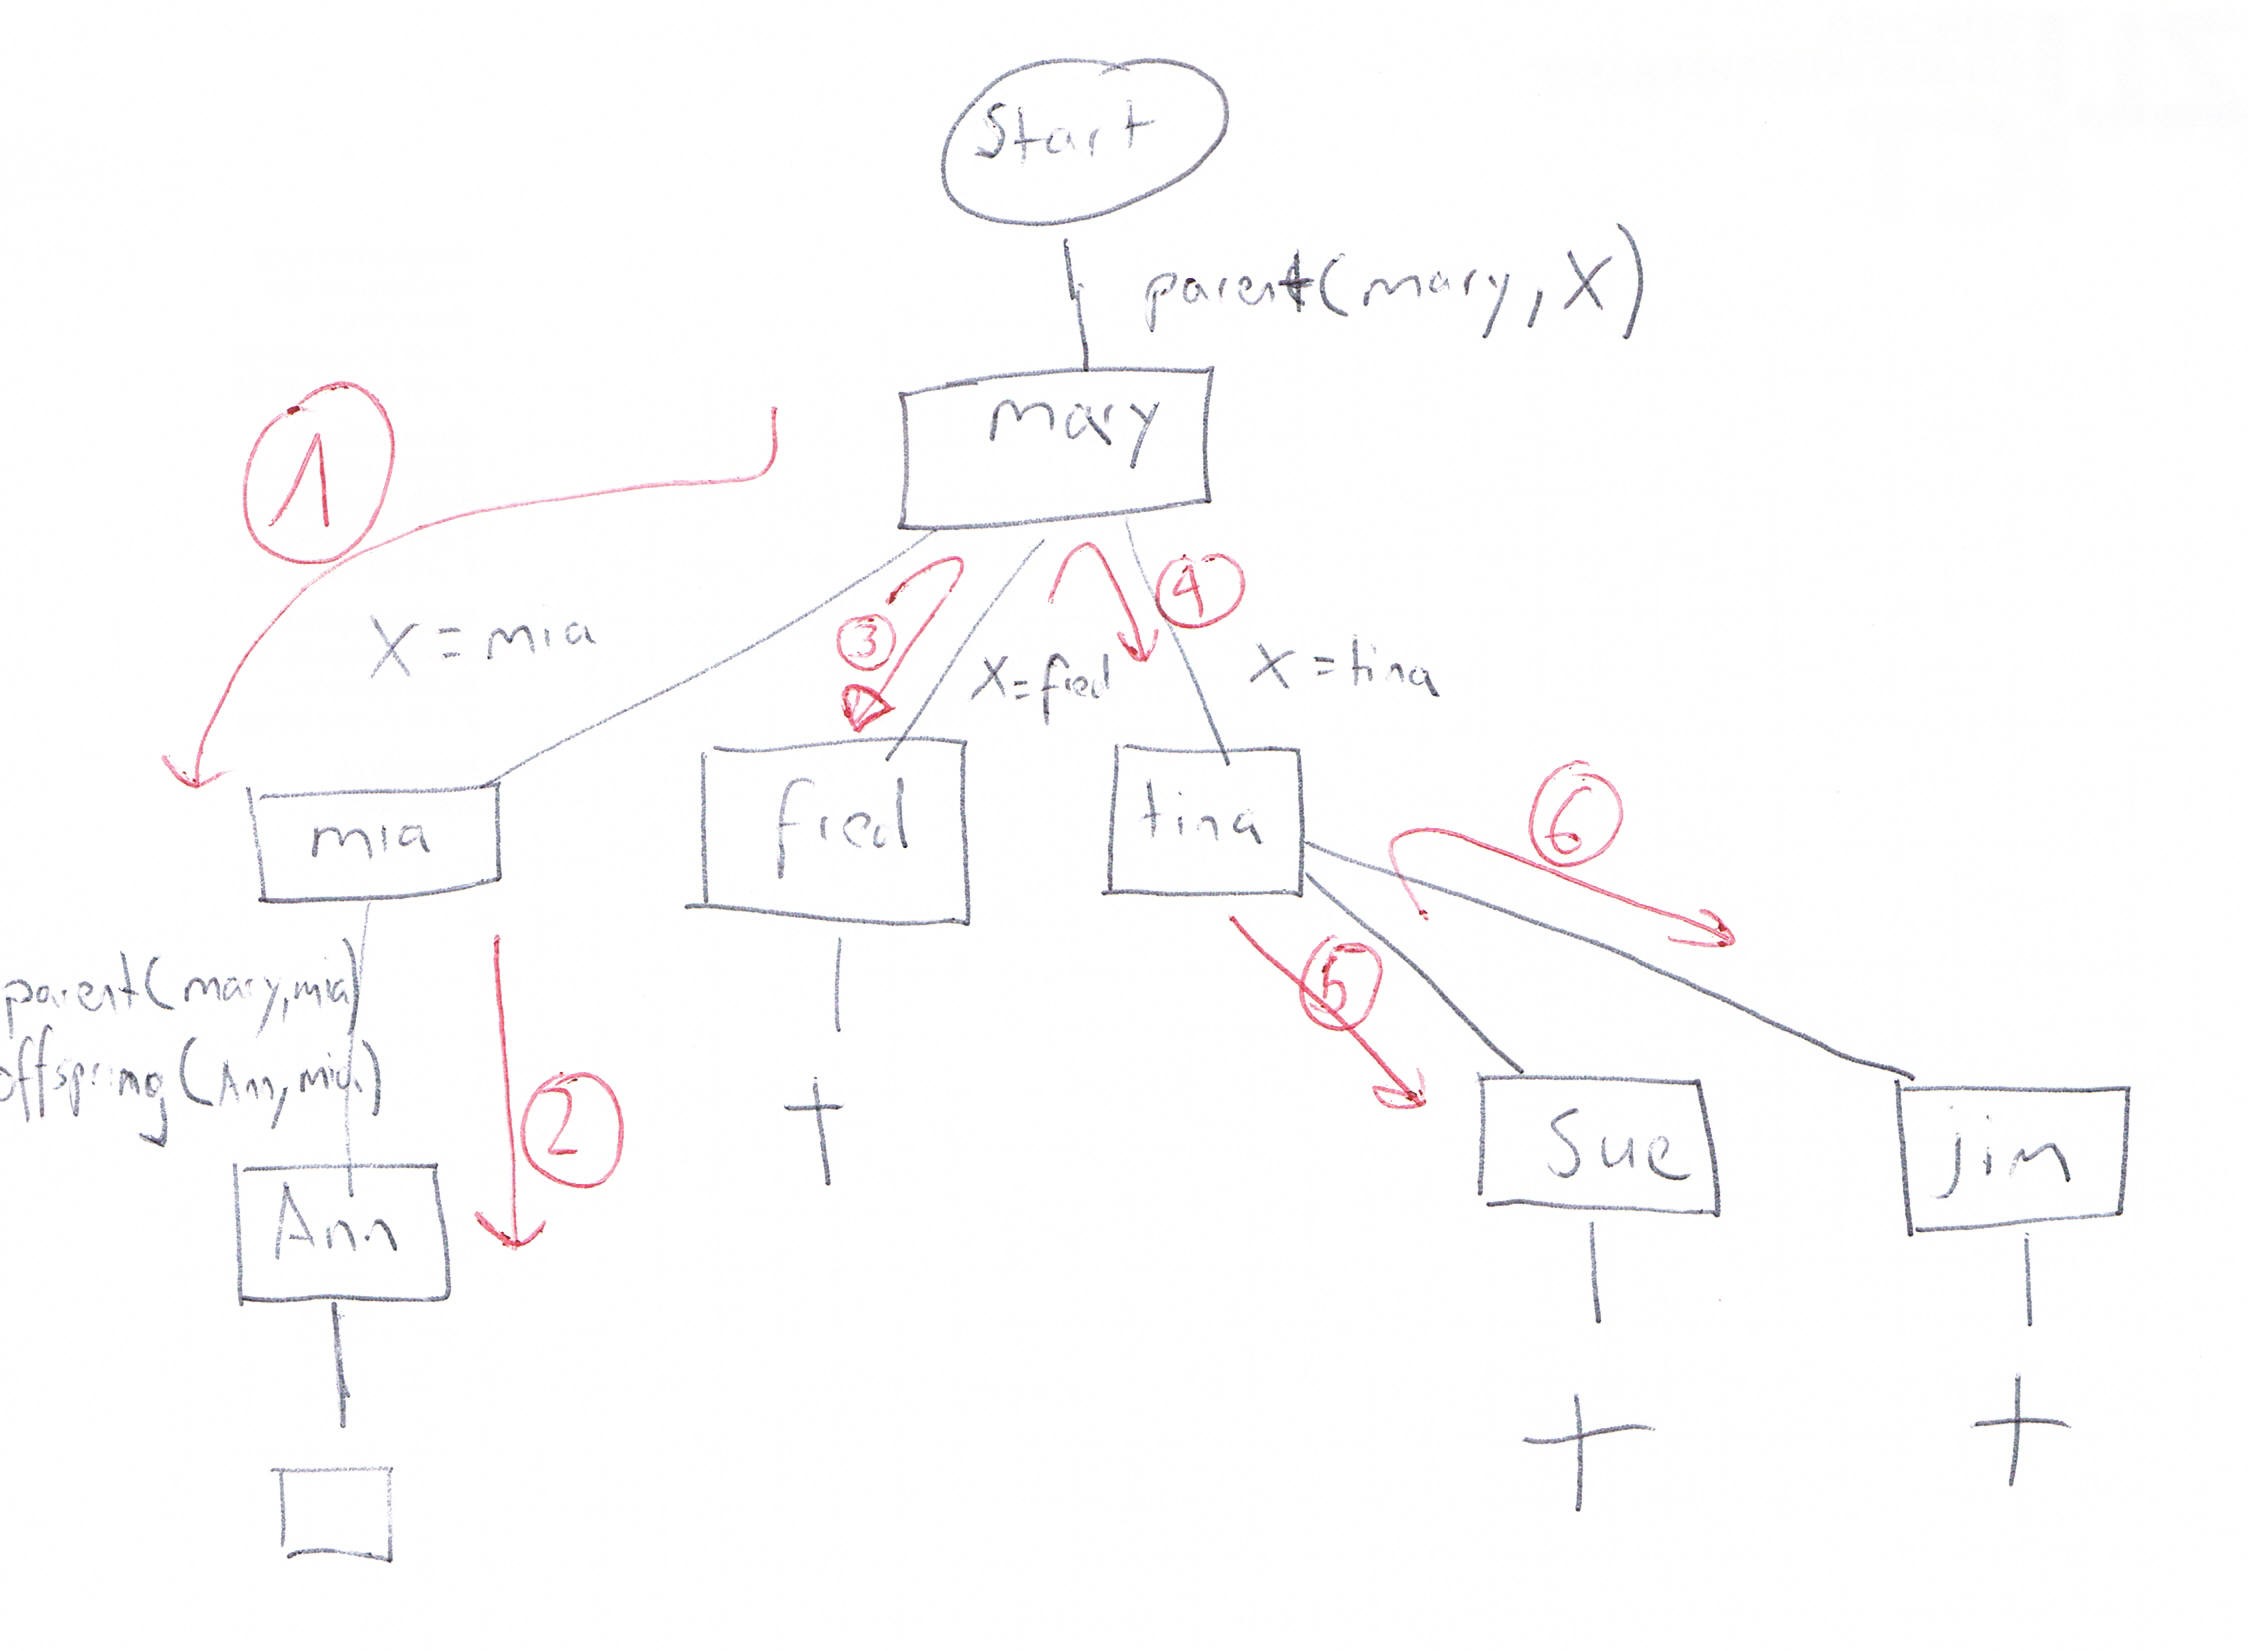 Start
parent(mary, X)
mary
1
3
4
X = mia
X=fred
X = tina
mia
fred
tina
6
parent(mary, mia)
offspring(Ann, mia)
5
2
Ann
Sue
jim